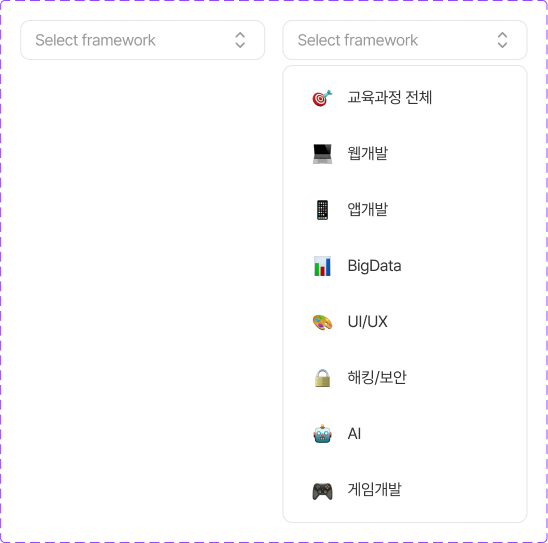 Select framework
Select framework
교육과정 전체
웹개발
앱개발
BigData
UI/UX
해킹/보안
AI
게임개발